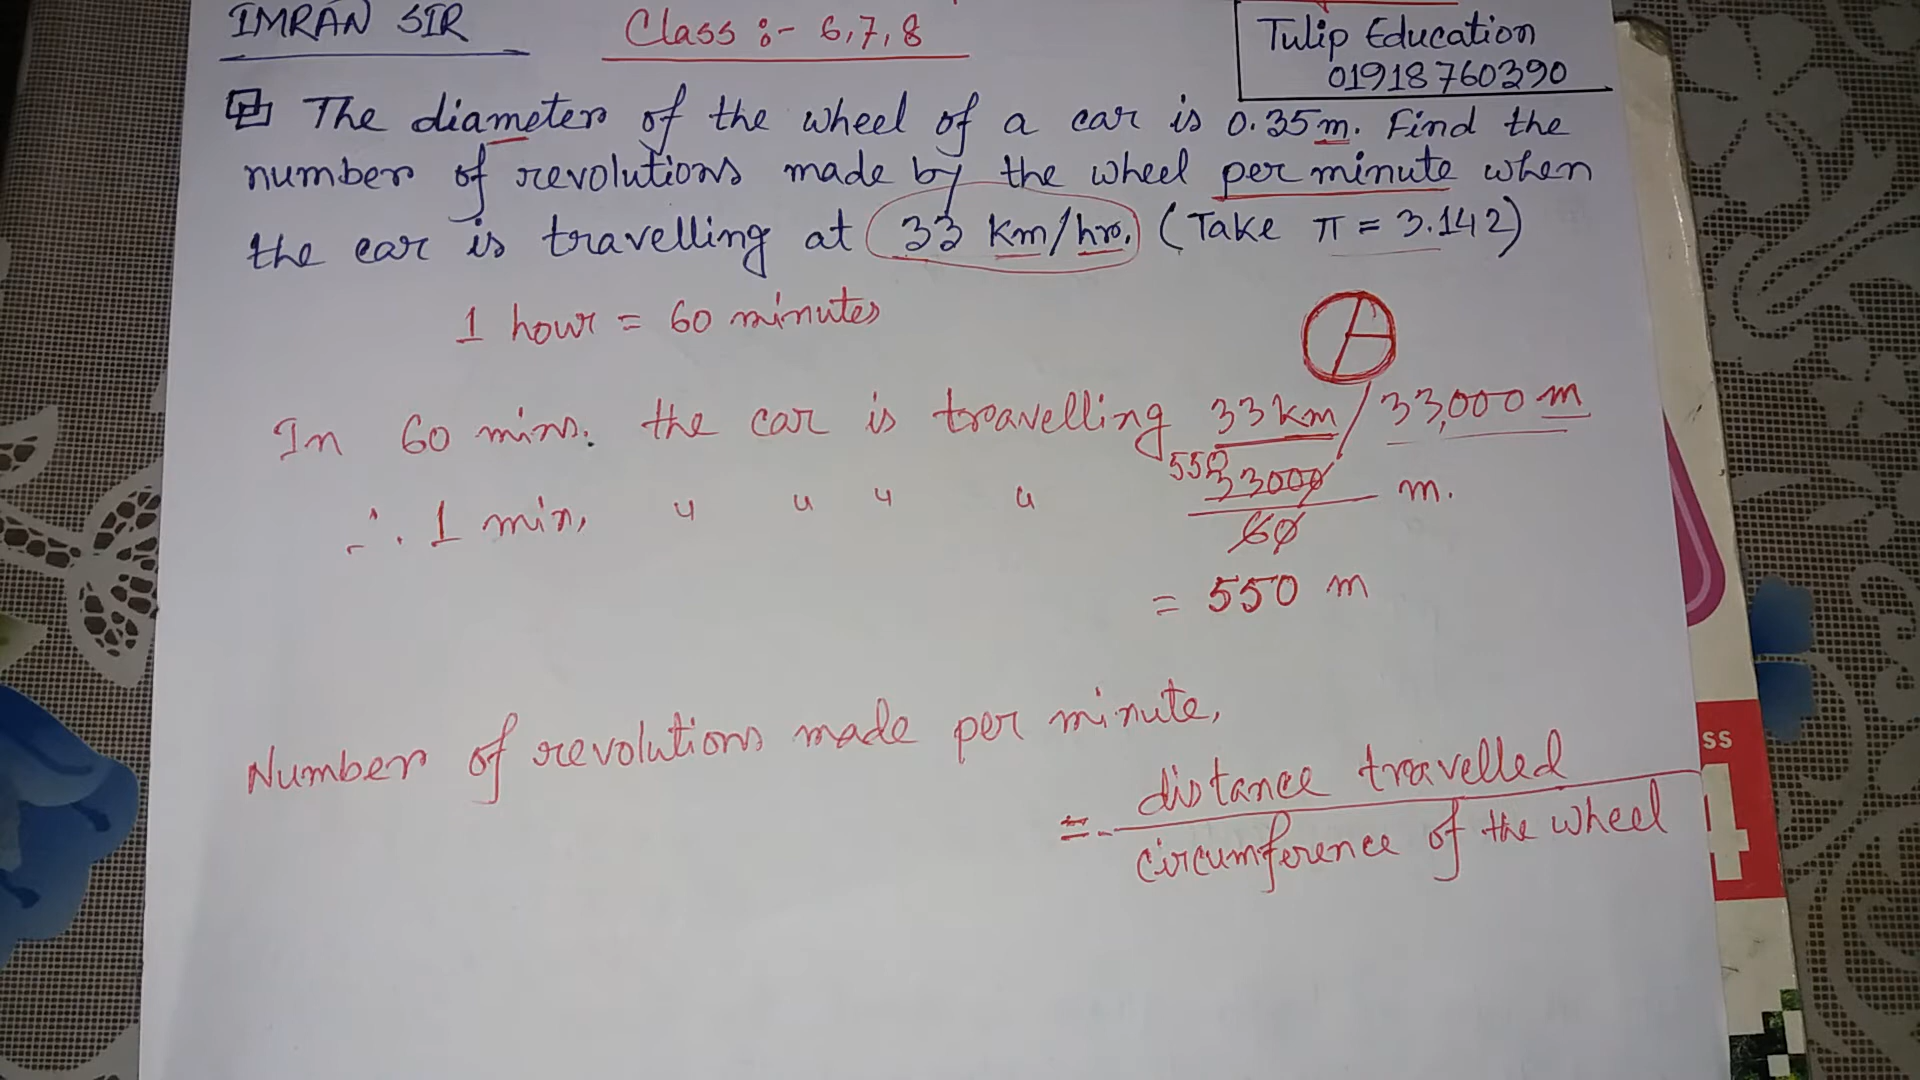 IMRAN SIR
Class :- 6,7,8
Tulip Education
01918760390
The diameter of the wheel of a car is 0.35m. Find the
number of revolutions made by the wheel per minute when
the car is travelling at 33 km/hr. (Take π = 3.142)
1 hour = 60 minutes
In 60 mins. the car is travelling 33 km / 33,000 m
∴ 1 min, " " " " 33000/60 m.
550
= 550 m
Number of revolutions made per minute,
= distance travelled
circumference of the wheel
ss
4